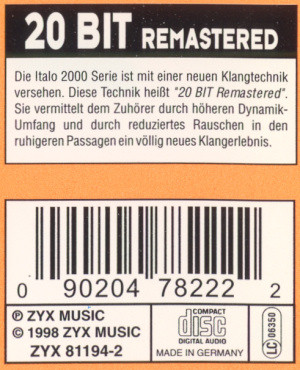 20 BIT REMASTERED
Die Italo 2000 Serie ist mit einer neuen Klangtechnik
versehen. Diese Technik heißt "20 BIT Remastered".
Sie vermittelt dem Zuhörer durch höheren Dynamik-
Umfang und durch reduziertes Rauschen in den
ruhigeren Passagen ein völlig neues Klangerlebnis.
0 90204 78222 2
℗ ZYX MUSIC
© 1998 ZYX MUSIC
ZYX 81194-2
COMPACT
disc
DIGITAL AUDIO
MADE IN GERMANY
LC 06350